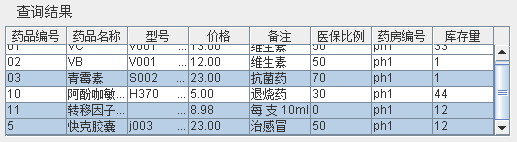 查询结果
药品编号 药品名称 型号 价格 备注 医保比例 药房编号 库存量
01 VC V001 ... 13.00 维生素 50 ph1 33
02 VB V001 ... 12.00 维生素 50 ph1 1
03 青霉素 S002 ... 23.00 抗菌药 70 ph1 1
10 阿酚咖敏... H370 ... 5.00 退烧药 30 ph1 44
11 转移因子... ... 8.98 每 支 10ml 0 ph1 12
5 快克胶囊 j003 ... 23.00 治感冒 50 ph1 12